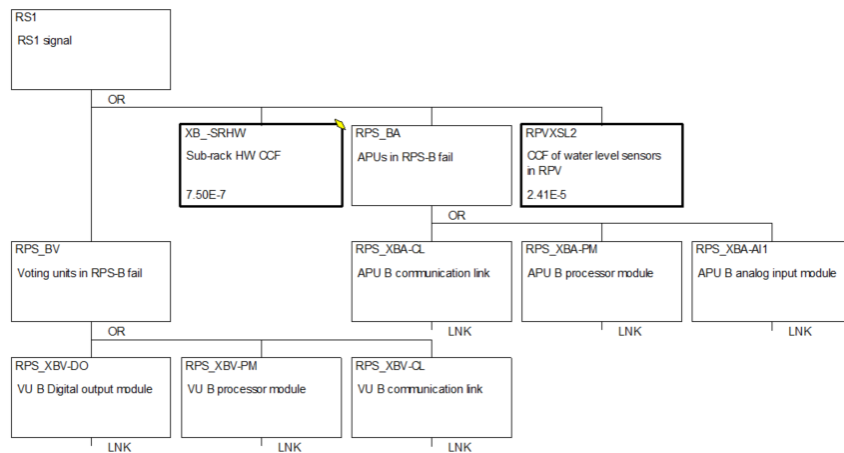 RS1
RS1 signal
OR
XB_-SRHW
Sub-rack HW CCF
7.50E-7
RPS_BA
APUs in RPS-B fail
RPVXSL2
CCF of water level sensors
in RPV
2.41E-5
OR
RPS_BV
Voting units in RPS-B fail
RPS_XBA-CL
APU B communication link
RPS_XBA-PM
APU B processor module
RPS_XBA-AI1
APU B analog input module
OR
LNK
LNK
LNK
RPS_XBV-DO
VU B Digital output module
RPS_XBV-PM
VU B processor module
RPS_XBV-CL
VU B communication link
LNK
LNK
LNK